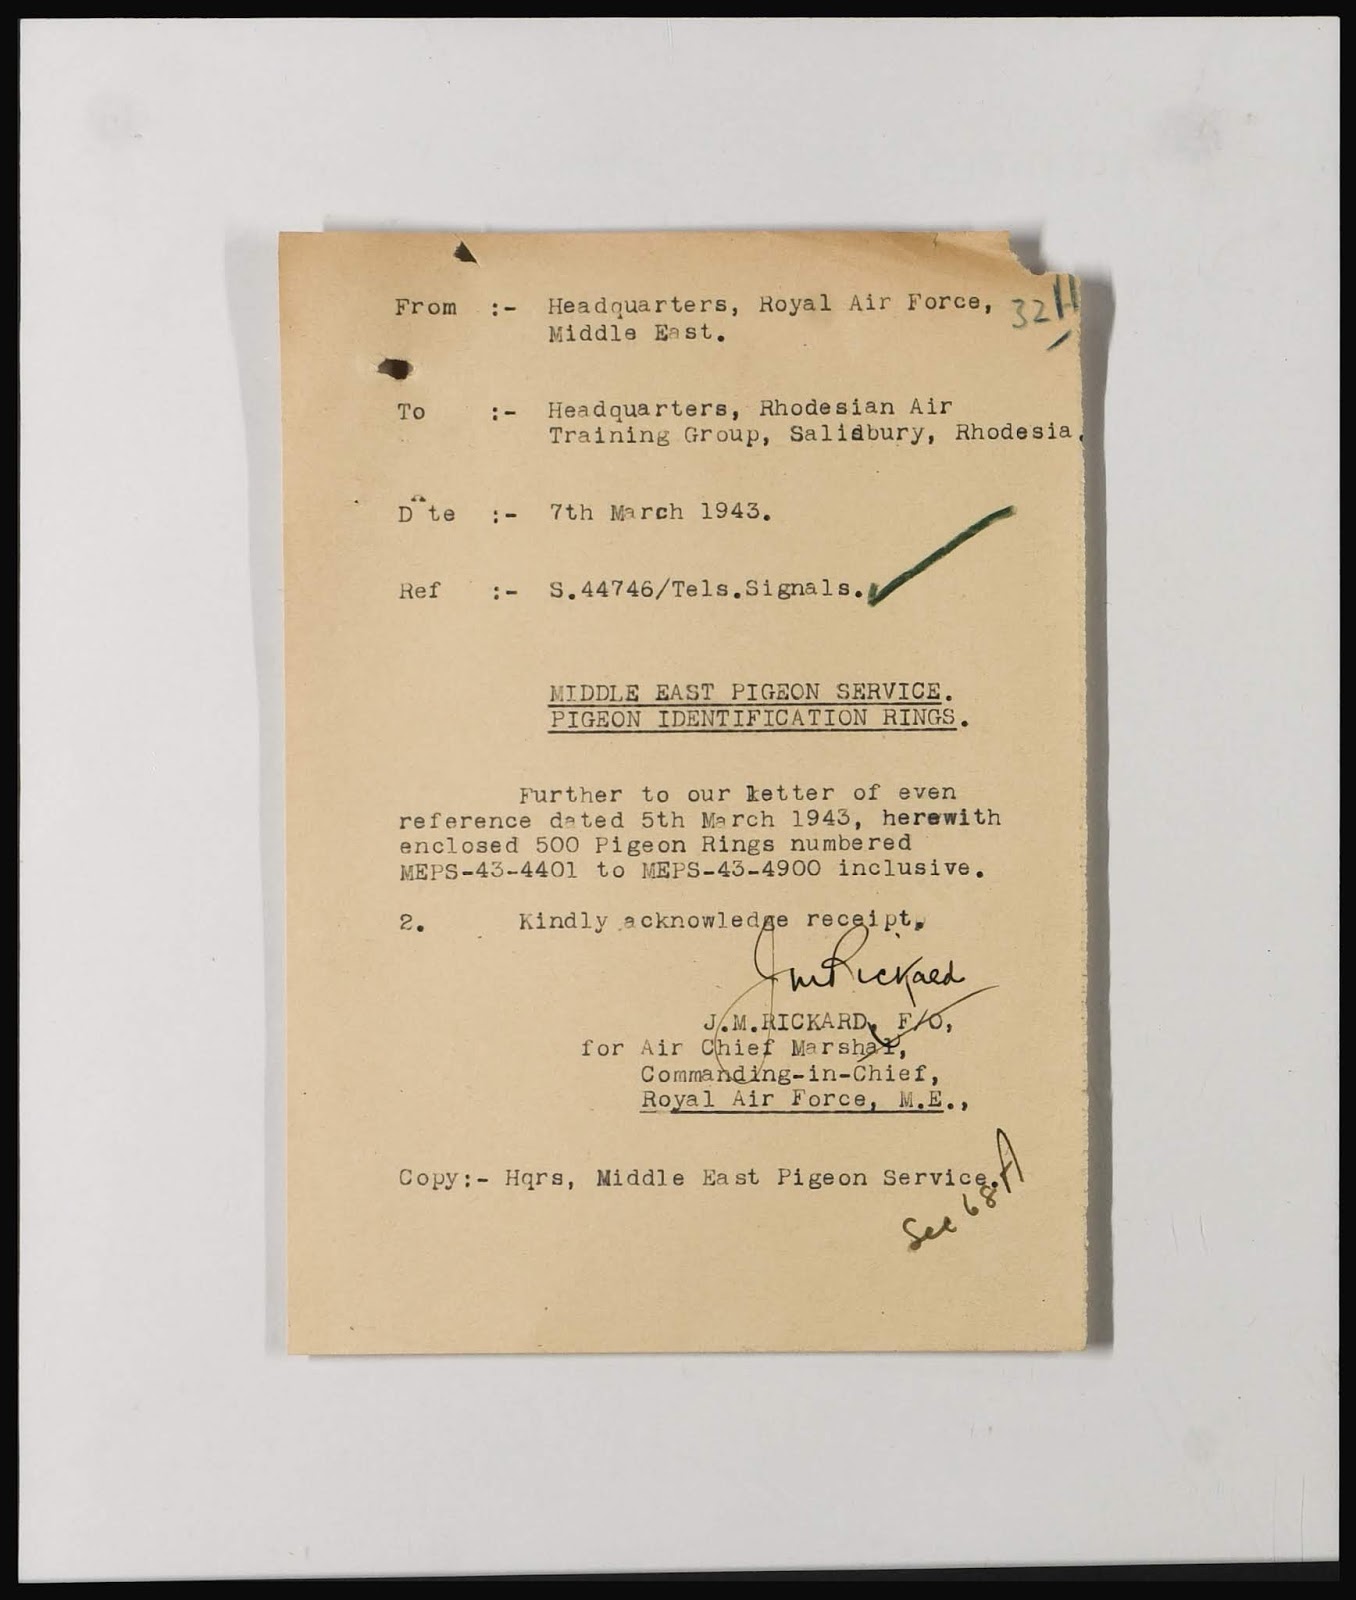 From :- Headquarters, Royal Air Force,
Middle East.
32A
To :- Headquarters, Rhodesian Air
Training Group, Salisbury, Rhodesia.
Date :- 7th March 1943.
Ref :- S.44746/Tels.Signals.
MIDDLE EAST PIGEON SERVICE.
PIGEON IDENTIFICATION RINGS.
Further to our letter of even
reference dated 5th March 1943, herewith
enclosed 500 Pigeon Rings numbered
MEPS-43-4401 to MEPS-43-4900 inclusive.
2. Kindly acknowledge receipt.
JM Rickard
J.M.RICKARD, F/O,
for Air Chief Marshal,
Commanding-in-Chief,
Royal Air Force, M.E.,
Copy:- Hqrs, Middle East Pigeon Service.
See 68A